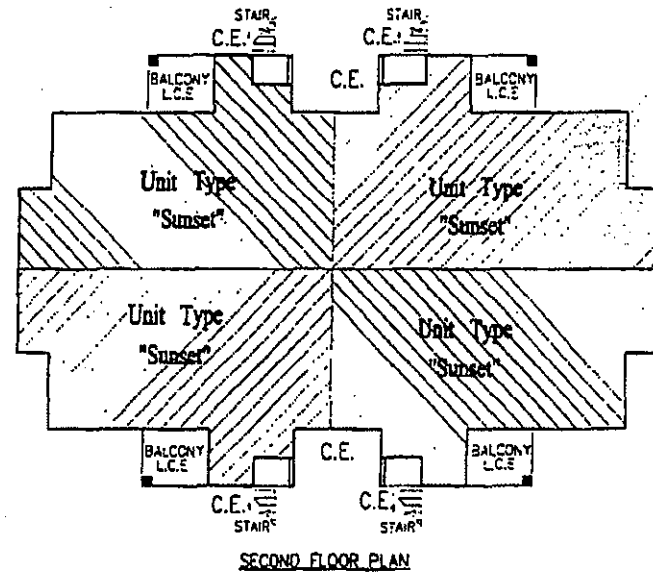 STAIR STAIR
C.E. C.E.
C.E.
BALCONY BALCONY
L.C.E L.C.E
Unit Type Unit Type
"Sunset" "Sunset"
Unit Type Unit Type
"Sunset" "Sunset"
BALCONY C.E. BALCONY
L.C.E L.C.E
C.E. C.E.
STAIR STAIR
SECOND FLOOR PLAN